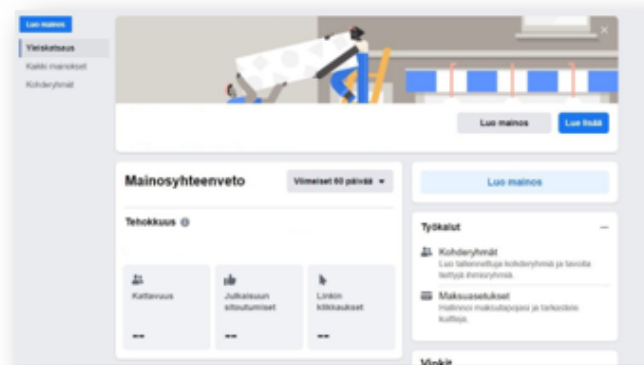 Luo mainos
Yleiskatsaus
Kaikki mainokset
Kohderyhmät
Luo mainos
Lue lisää
Mainosyhteenveto
Viimeiset 60 päivää
Luo mainos
Tehokkuus
Työkalut
Kohderyhmät
Luo tallennettuja kohderyhmiä ja tavoita
tiettyjä ihmisryhmiä.
Kattavuus
Julkaisuun
sitoutumiset
Linkin
klikkaukset
Maksuasetukset
Hallinnoi maksutapojasi ja tarkastele
kuitteja.
--
--
--
Vinkit